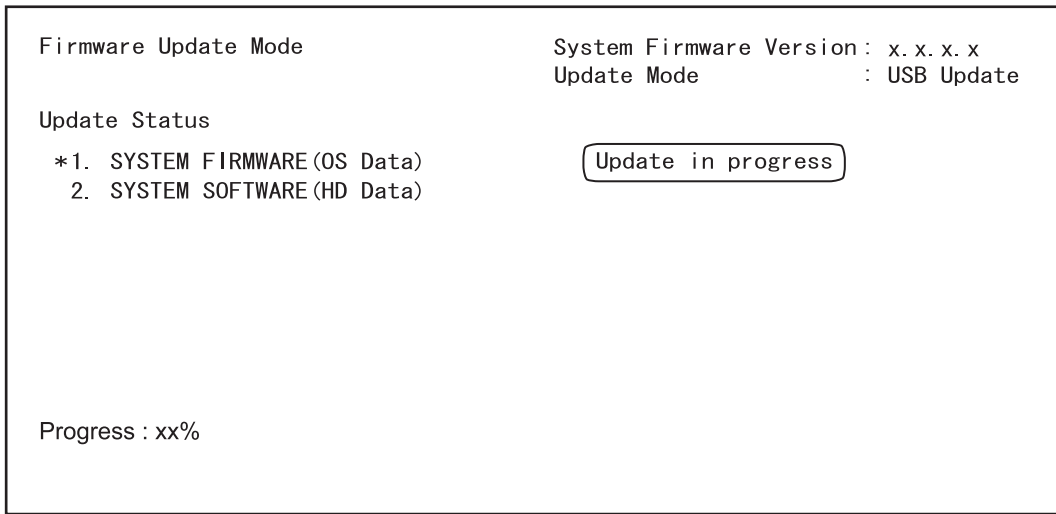 Firmware Update Mode
System Firmware Version : x. x. x. x
Update Mode : USB Update
Update Status
*1. SYSTEM FIRMWARE(OS Data) Update in progress
2. SYSTEM SOFTWARE(HD Data)
Progress : xx%